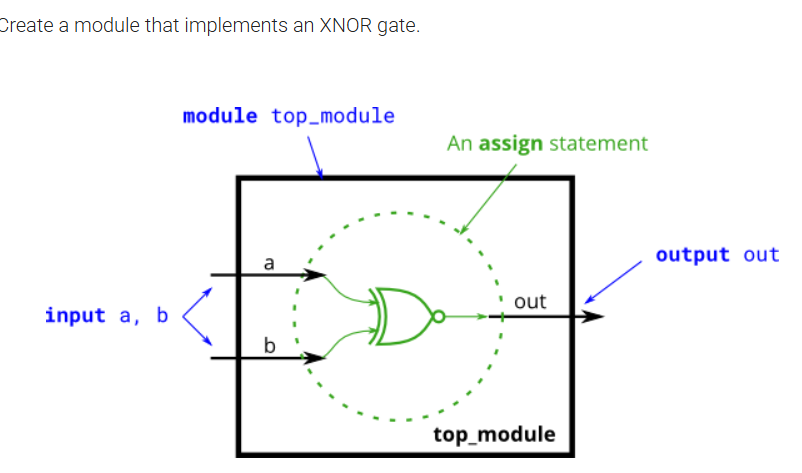 Create a module that implements an XNOR gate.
module top_module
An assign statement
output out
a
out
input a, b
b
top_module